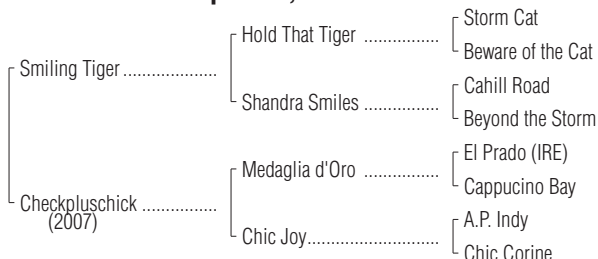 Storm Cat
Hold That Tiger ................
Beware of the Cat
Smiling Tiger ....................
Cahill Road
Shandra Smiles ................
Beyond the Storm
El Prado (IRE)
Medaglia d'Oro ................
Cappucino Bay
Checkpluschick ................
(2007)
A.P. Indy
Chic Joy............................
Chic Corine